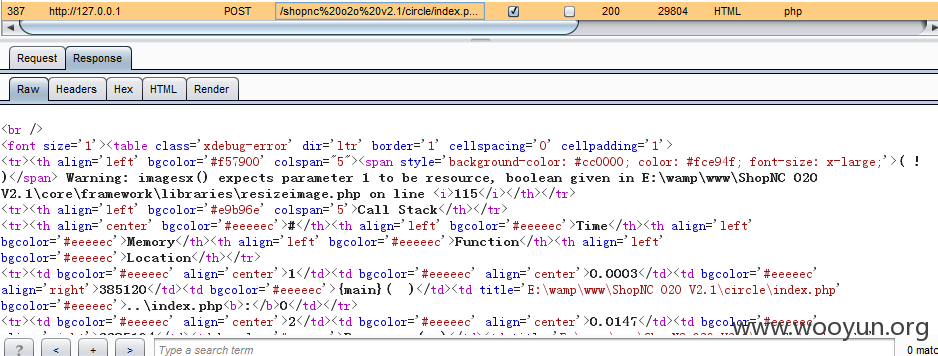 387 http://127.0.0.1 POST /shopnc%20o2o%20v2.1/circle/index.p... 200 29804 HTML php
Request Response
Raw Headers Hex HTML Render
<br />
<font size='1'><table class='xdebug-error' dir='ltr' border='1' cellspacing='0' cellpadding='1'>
<tr><th align='left' bgcolor='#f57900' colspan="5"><span style='background-color: #cc0000; color: #fce94f; font-size: x-large;'>( !
)</span> Warning: imagesx() expects parameter 1 to be resource, boolean given in E:\wamp\www\ShopNC O2O
V2.1\core\framework\libraries\resizeimage.php on line <i>115</i></th></tr>
<tr><th align='left' bgcolor='#e9b96e' colspan='5'>Call Stack</th></tr>
<tr><th align='center' bgcolor='#eeeeec'>#</th><th align='left' bgcolor='#eeeeec'>Time</th><th align='left'
bgcolor='#eeeeec'>Memory</th><th align='left' bgcolor='#eeeeec'>Function</th><th align='left'
bgcolor='#eeeeec'>Location</th></tr>
<tr><td bgcolor='#eeeeec' align='center'>1</td><td bgcolor='#eeeeec' align='center'>0.0003</td><td bgcolor='#eeeeec'
align='right'>385120</td><td bgcolor='#eeeeec'>{main}(  )</td><td title='E:\wamp\www\ShopNC O2O V2.1\circle\index.php'
bgcolor='#eeeeec'>..\index.php<b>:</b>0</td></tr>
<tr><td bgcolor='#eeeeec' align='center'>2</td><td bgcolor='#eeeeec' align='center'>0.0147</td><td bgcolor='#eeeeec'
www.wooyun.org
? < + > Type a search term 0 matc